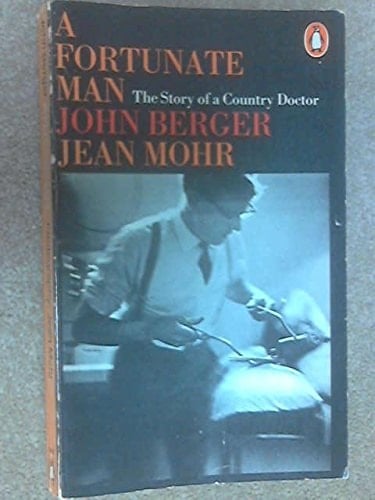 A
FORTUNATE
MAN The Story of a Country Doctor
JOHN BERGER
JEAN MOHR